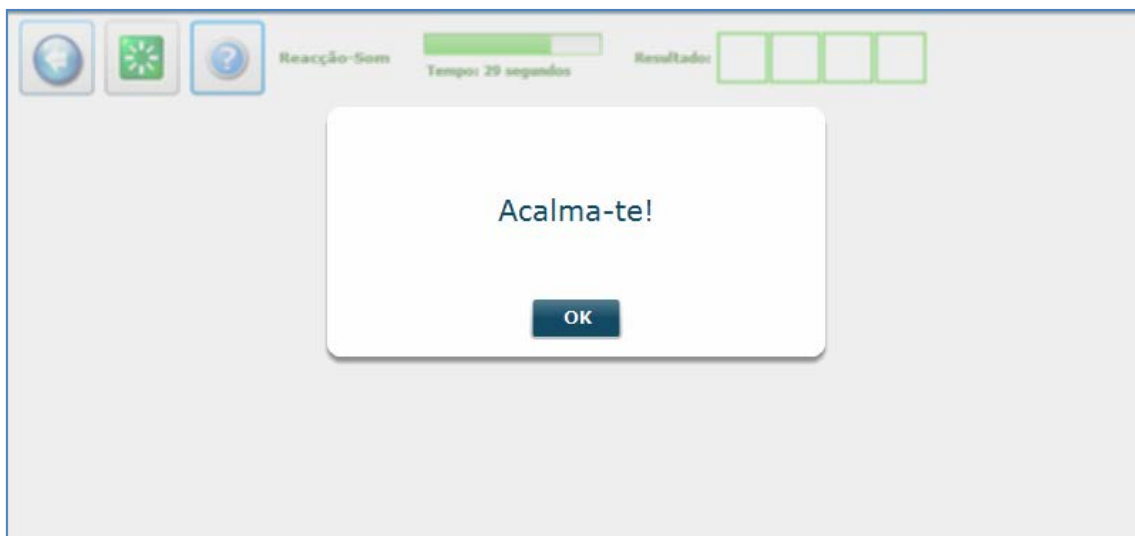 Reacção-Som
Tempo: 29 segundos
Resultado:
Acalma-te!
OK